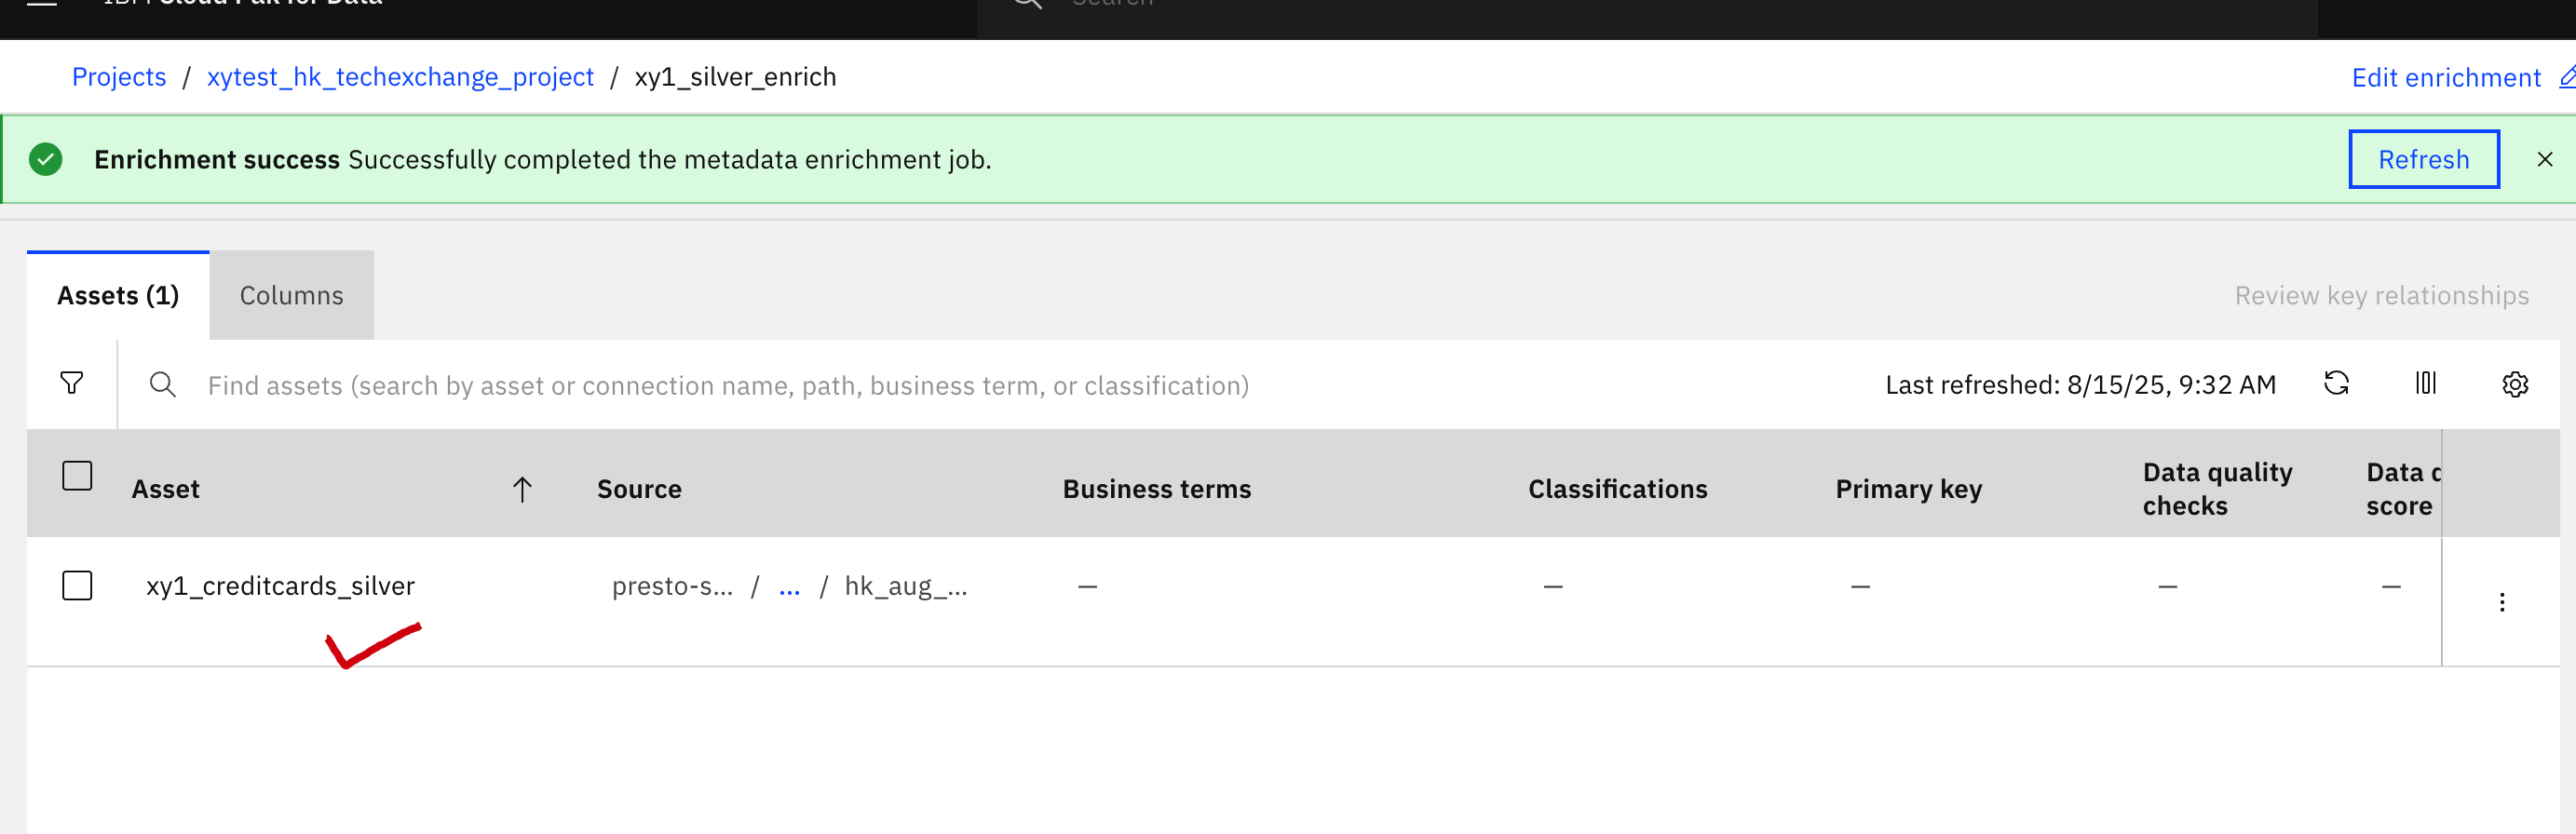 IBM Cloud Pak for Data
Search
Projects / xytest_hk_techexchange_project / xy1_silver_enrich
Edit enrichment
Enrichment success Successfully completed the metadata enrichment job.
Refresh
Assets (1)
Columns
Review key relationships
Find assets (search by asset or connection name, path, business term, or classification)
Last refreshed: 8/15/25, 9:32 AM
Asset
Source
Business terms
Classifications
Primary key
Data quality
checks
Data
score
xy1_creditcards_silver
presto-s... / ... / hk_aug_...
–
–
–
–
–